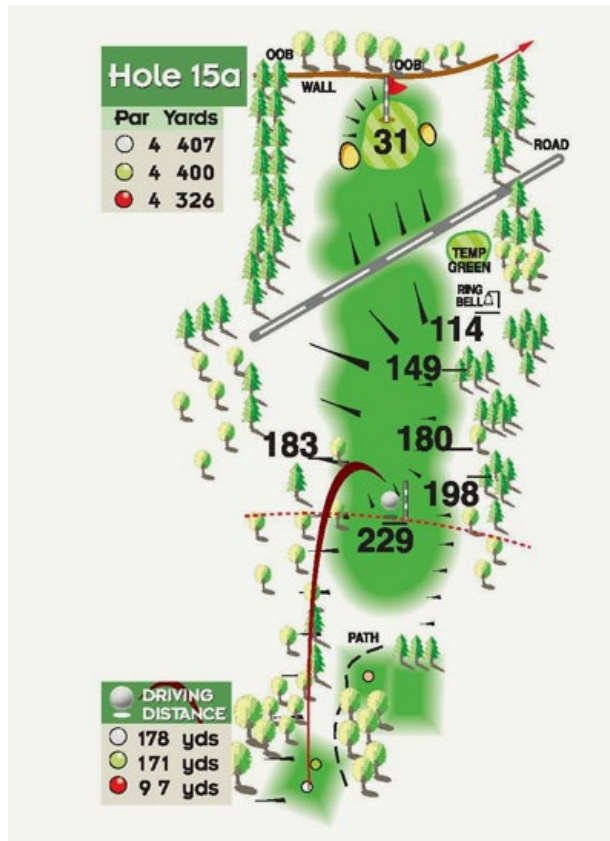 OOB
OOB
Hole 15a
WALL
Par Yards
4 407
4 400
4 326
31
ROAD
TEMP
GREEN
RING
BELL
114
149
183
180
198
229
PATH
DRIVING
DISTANCE
178 yds
171 yds
9 7 yds